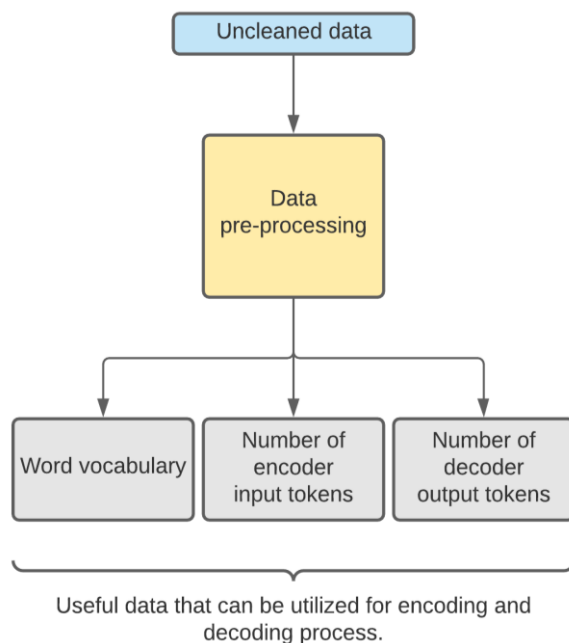 Uncleaned data
Data
pre-processing
Word vocabulary
Number of
encoder
input tokens
Number of
decoder
output tokens
Useful data that can be utilized for encoding and
decoding process.